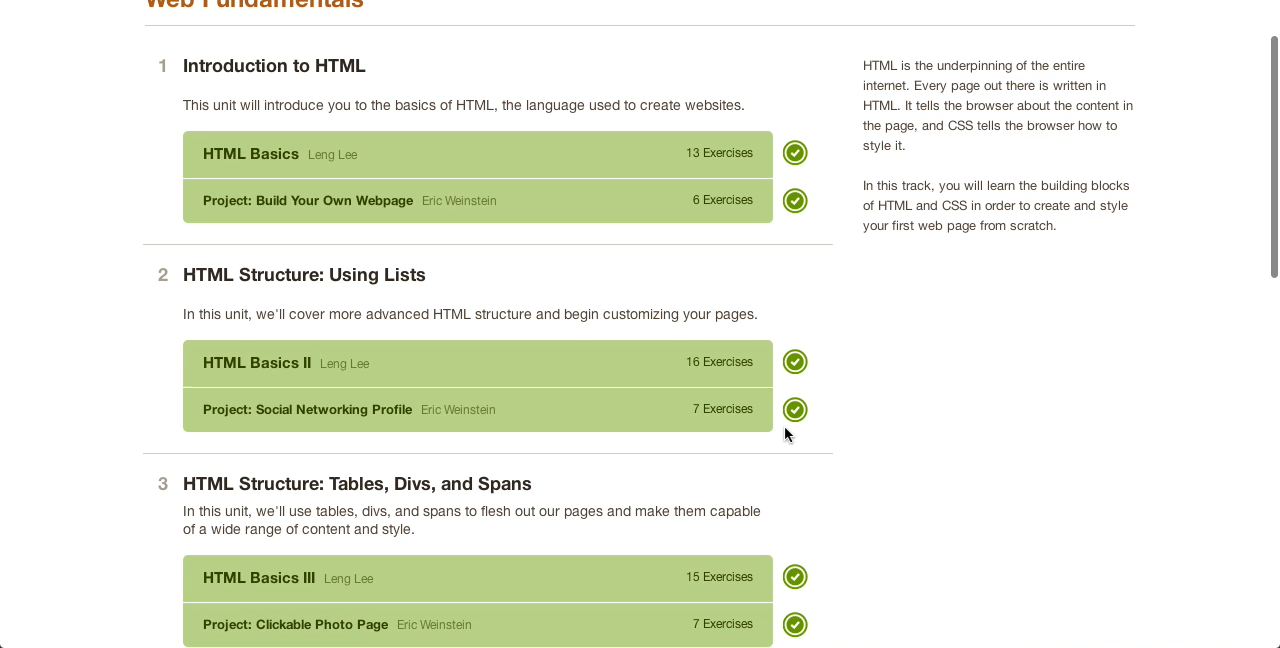 Web Fundamentals
1 Introduction to HTML
This unit will introduce you to the basics of HTML, the language used to create websites.
HTML Basics Leng Lee 13 Exercises
Project: Build Your Own Webpage Eric Weinstein 6 Exercises
2 HTML Structure: Using Lists
In this unit, we'll cover more advanced HTML structure and begin customizing your pages.
HTML Basics II Leng Lee 16 Exercises
Project: Social Networking Profile Eric Weinstein 7 Exercises
3 HTML Structure: Tables, Divs, and Spans
In this unit, we'll use tables, divs, and spans to flesh out our pages and make them capable
of a wide range of content and style.
HTML Basics III Leng Lee 15 Exercises
Project: Clickable Photo Page Eric Weinstein 7 Exercises
HTML is the underpinning of the entire
internet. Every page out there is written in
HTML. It tells the browser about the content in
the page, and CSS tells the browser how to
style it.
In this track, you will learn the building blocks
of HTML and CSS in order to create and style
your first web page from scratch.